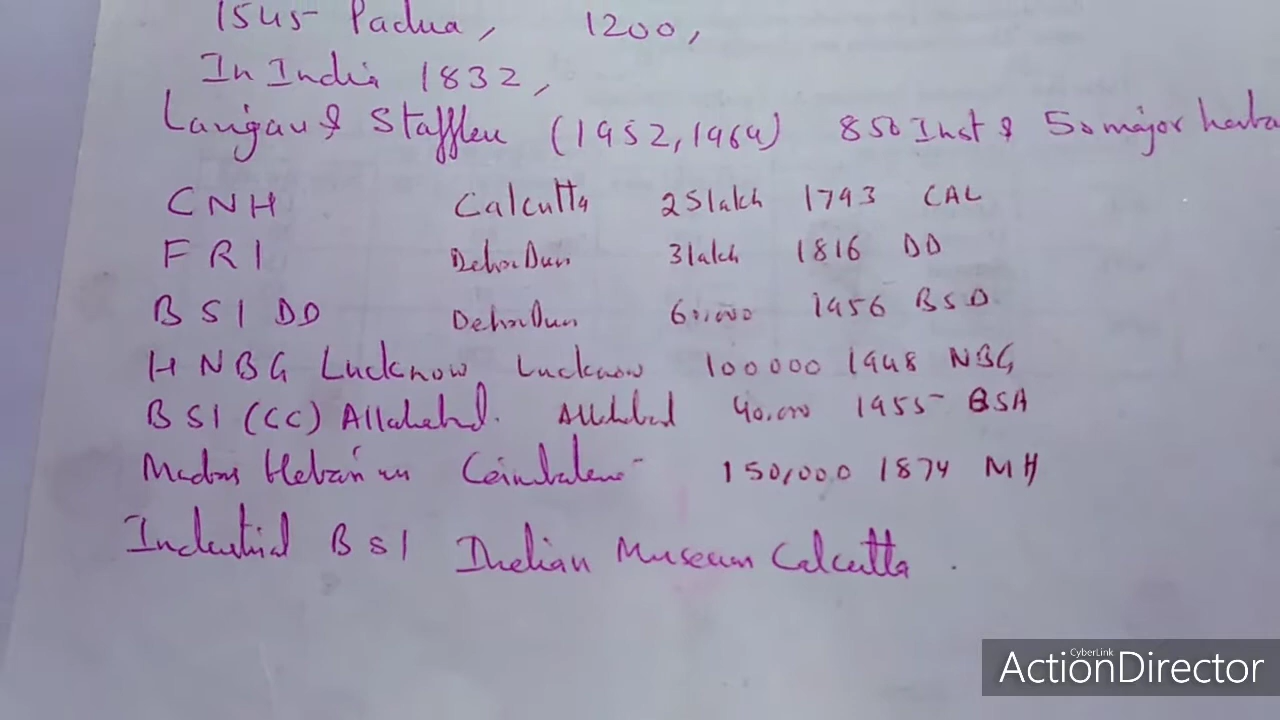 1545 Padua, 1200,
In India 1832,
Lanjau & Staffleu (1952, 1964) 850 Inst & 50 major herba
CNH Calcutta 25 lakh 1793 CAL
FRI DehraDun 3 lakh 1816 DD
BSI DD DehraDun 60,000 1956 BSD
HNBG Lucknow Lucknow 100000 1948 NBG
BSI (CC) Allahabad. Allahabad 40,000 1955 BSA
Madras Herbarium 150,000 1874 MH
Industrial BSI Indian Museum Calcutta.
CyberLink
ActionDirector